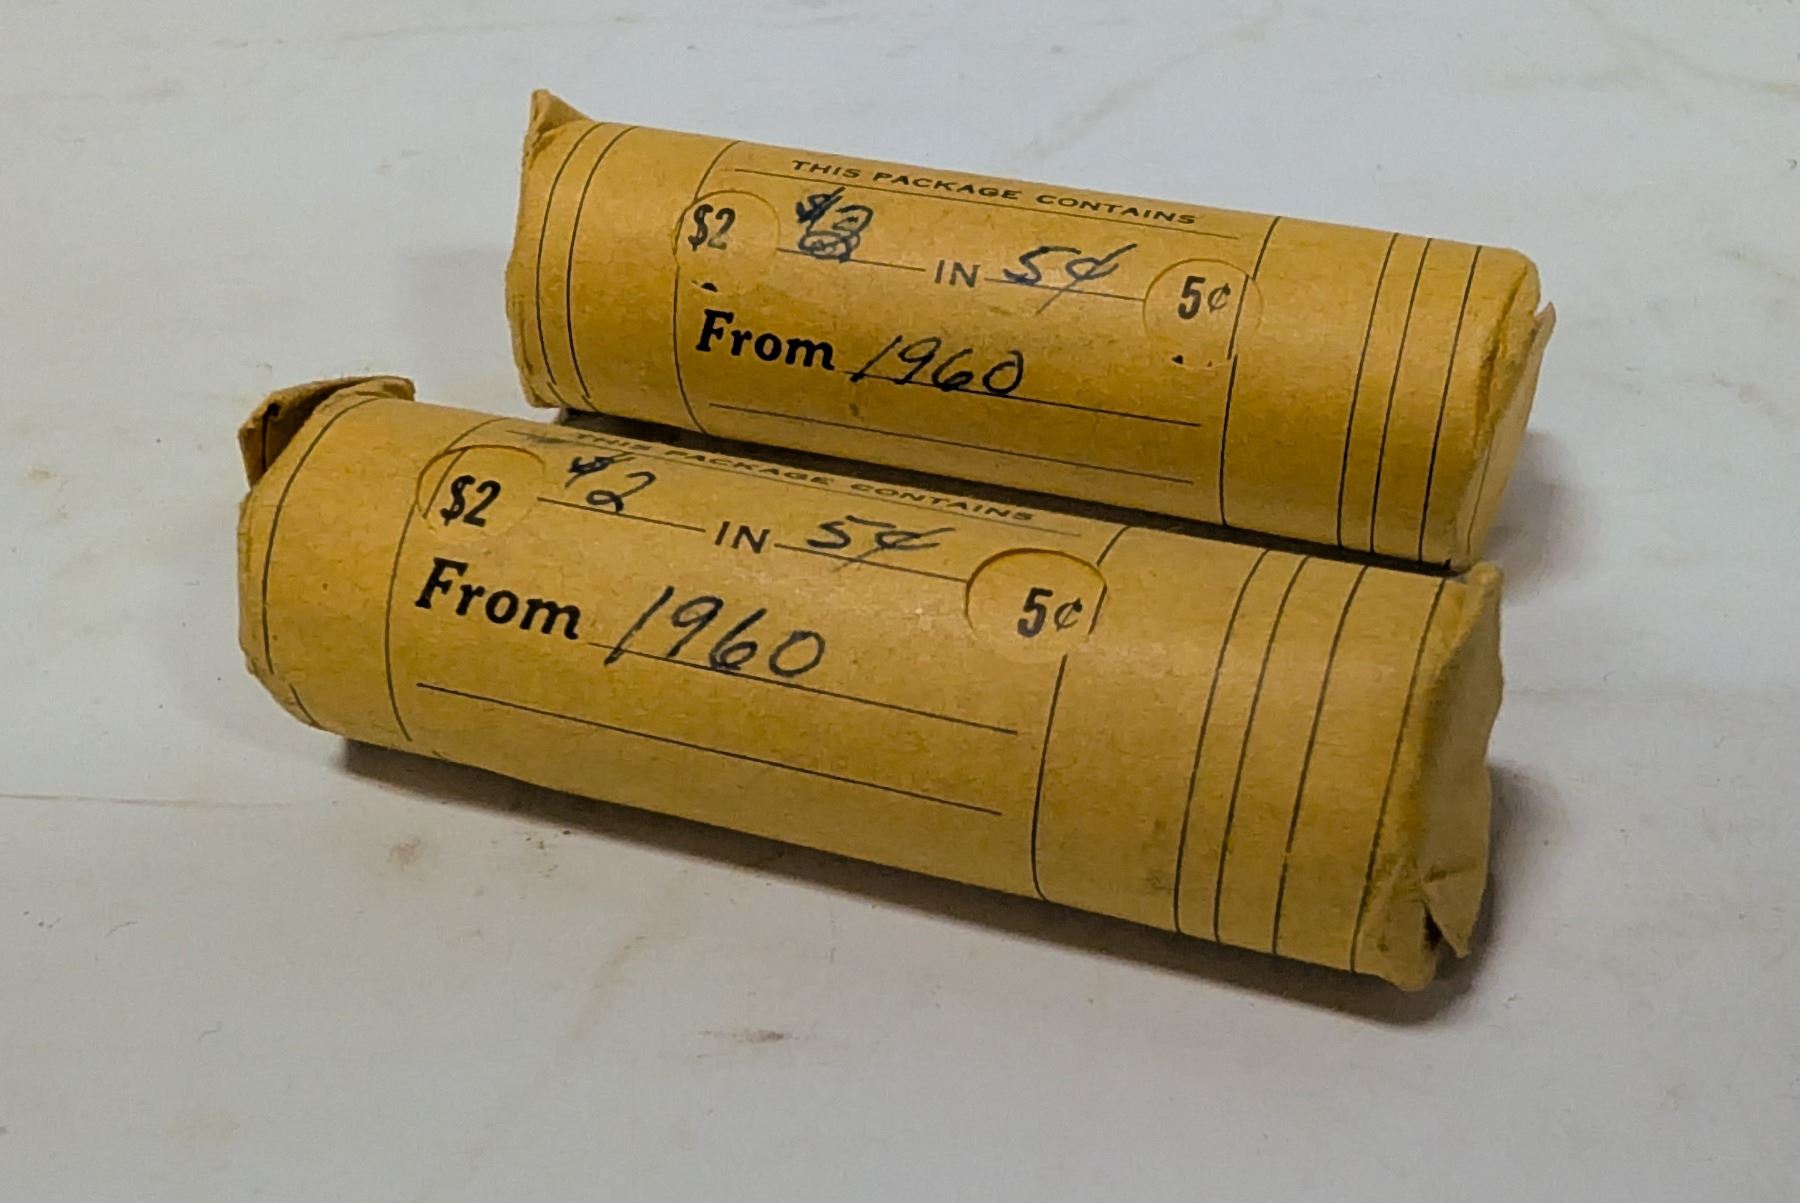 THIS PACKAGE CONTAINS
$2 $2 IN 5¢ 5¢
From 1960
THIS PACKAGE CONTAINS
$2 $2 IN 5¢ 5¢
From 1960